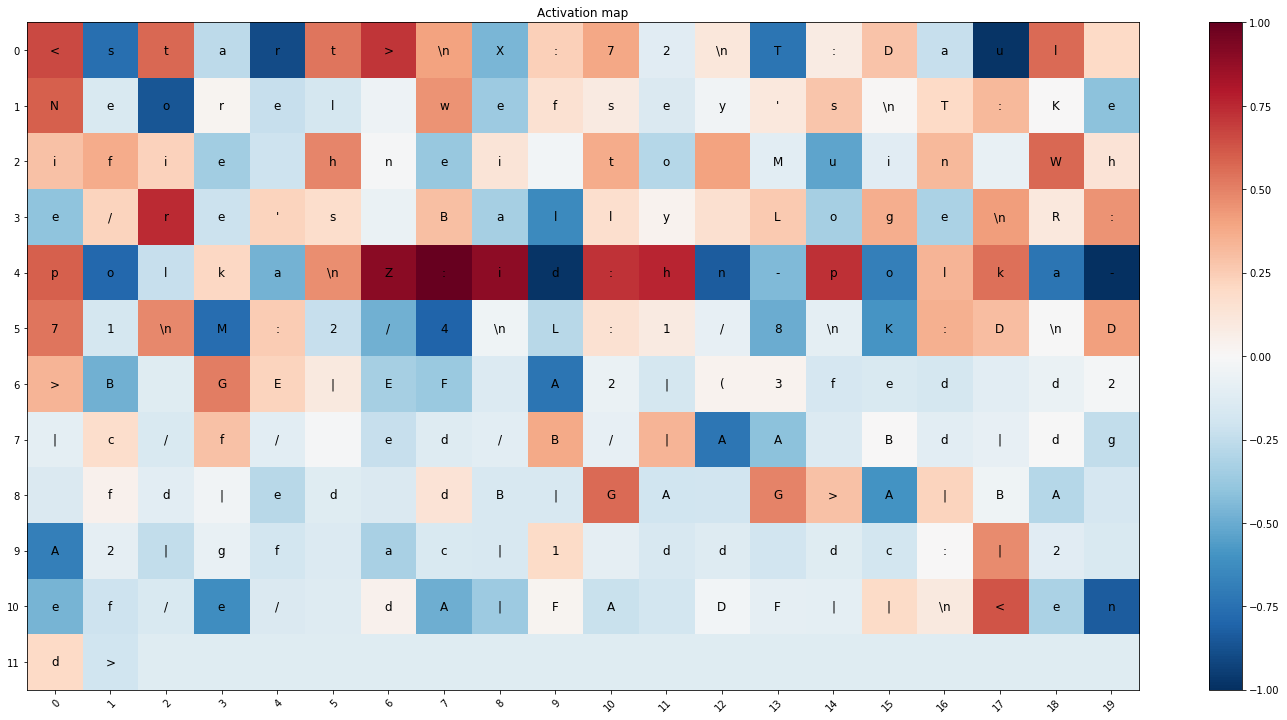 Activation map
0 < s t a r t > \n X : 7 2 \n T : D a u l
1 N e o r e l w e f s e y ' s \n T : K e
2 i f i e h n e i t o M u i n W h
3 e / r e ' s B a l l y L o g e \n R :
4 p o l k a \n Z : i d : h n - p o l k a -
5 7 1 \n M : 2 / 4 \n L : 1 / 8 \n K : D \n D
6 > B G E | E F A 2 | ( 3 f e d d 2
7 | c / f / e d / B / | A A B d | d g
8 f d | e d d B | G A G > A | B A
9 A 2 | g f a c | 1 d d d c : | 2
10 e f / e / d A | F A D F | | \n < e n
11 d >
0 1 2 3 4 5 6 7 8 9 10 11 12 13 14 15 16 17 18 19
1.00
0.75
0.50
0.25
0.00
−0.25
−0.50
−0.75
−1.00